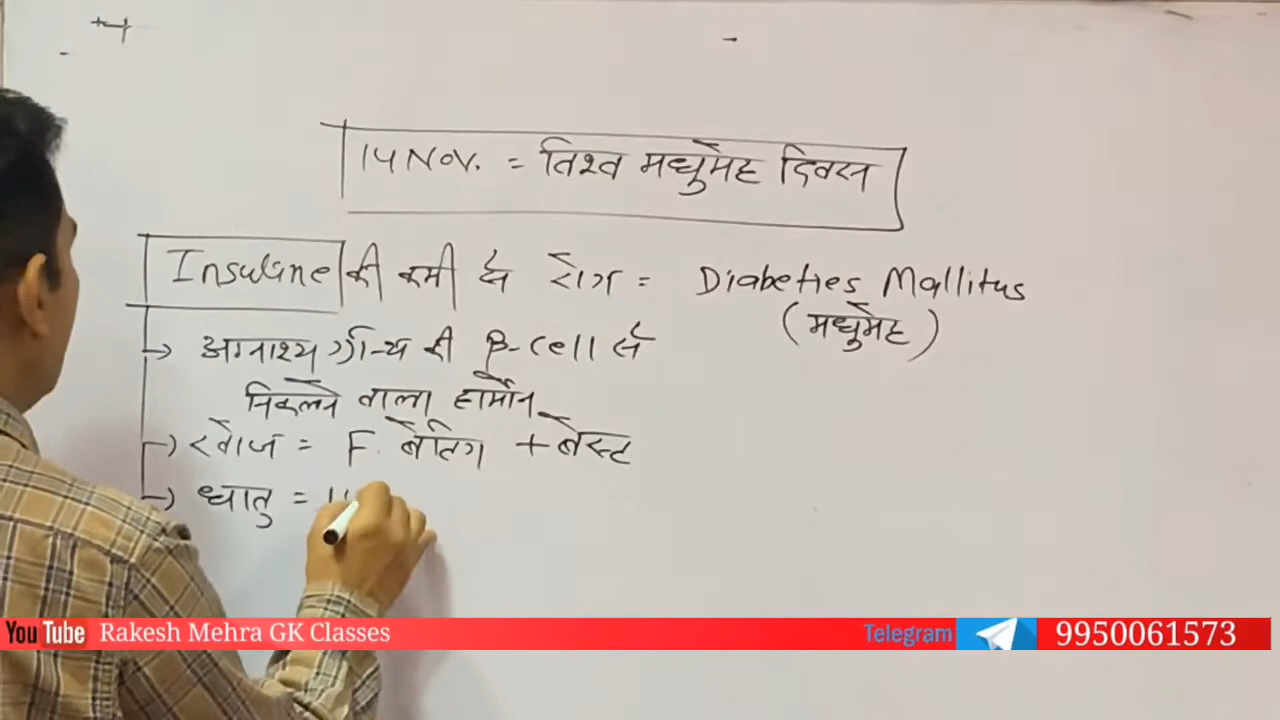 14 Nov. = विश्व मधुमेह दिवस
Insuline की कमी से रोग = Diabeties Mallitus
(मधुमेह)
→ अग्नाश्य ग्रन्थि की β-Cell से
निकलने वाला हार्मोन
→ खोज = F. बेंतिग + बेस्ट
→ धातु =
YouTube Rakesh Mehra GK Classes Telegram 9950061573